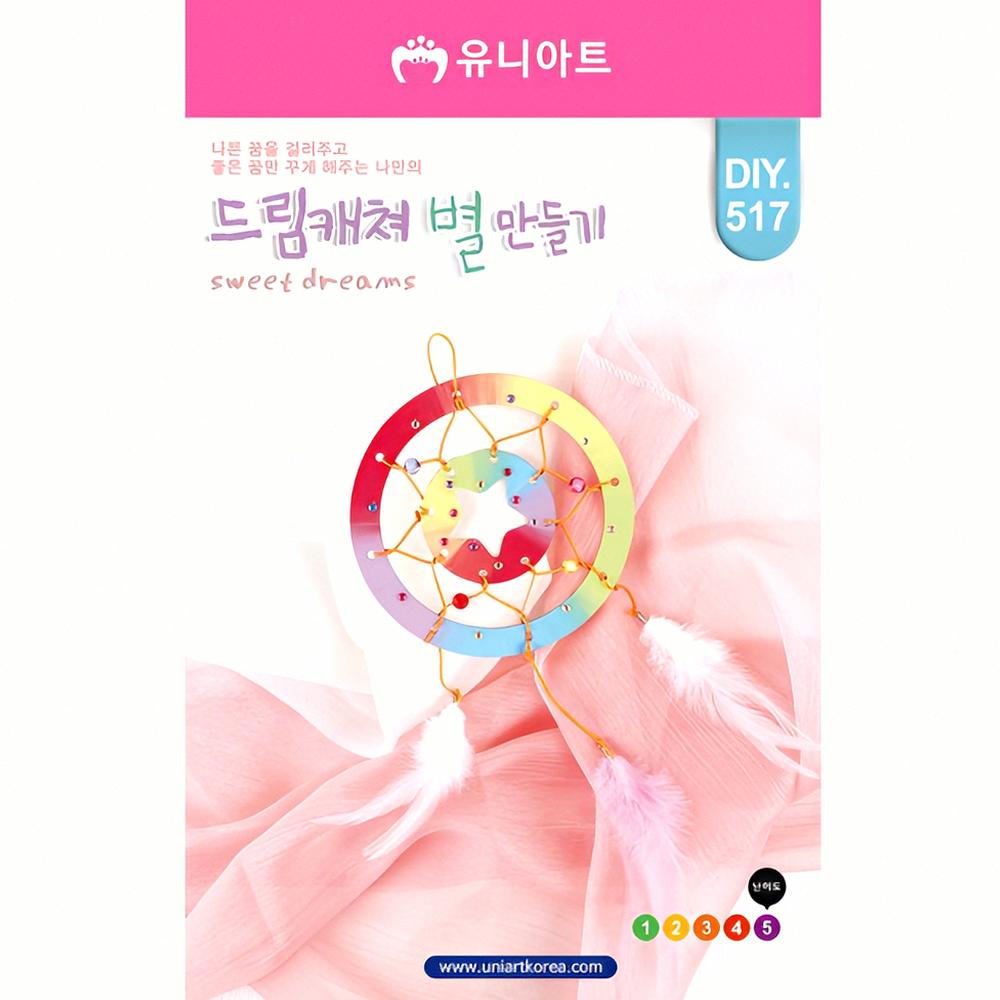 유니아트
나쁜 꿈을 걸러주고
좋은 꿈만 꾸게 해주는 나만의
드림캐쳐 별 만들기
sweet dreams
DIY.
517
난이도
1 2 3 4 5
www.uniartkorea.com